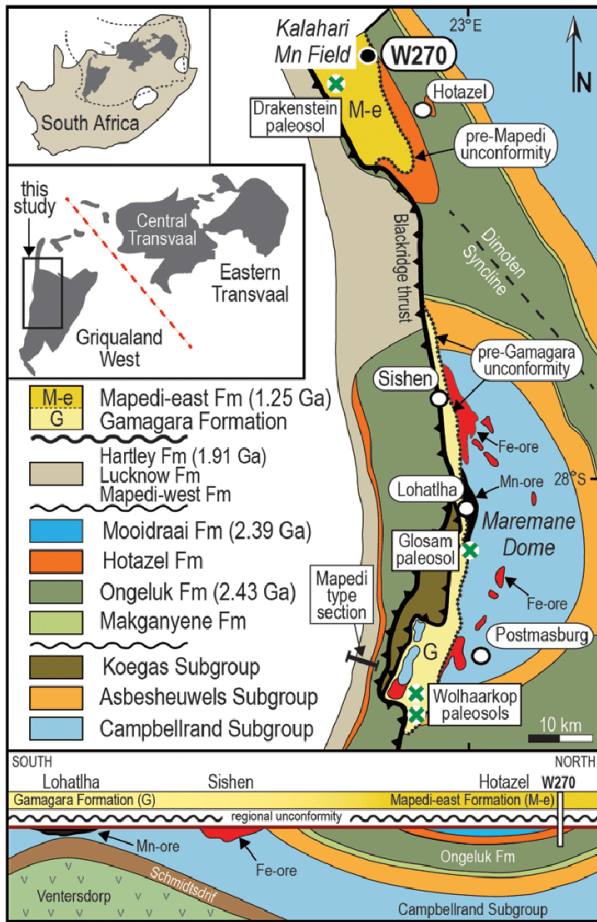 South Africa
this
study
Central
Transvaal
Eastern
Transvaal
Griqualand
West
M-e
Mapedi-east Fm (1.25 Ga)
G
Gamagara Formation
Hartley Fm (1.91 Ga)
Lucknow Fm
Mapedi-west Fm
Mooidraai Fm (2.39 Ga)
Hotazel Fm
Ongeluk Fm (2.43 Ga)
Makganyene Fm
Koegas Subgroup
Asbesheuwels Subgroup
Campbellrand Subgroup
Kalahari
Mn Field
W270
23°E
N
Drakenstein
paleosol
M-e
Hotazel
pre-Mapedi
unconformity
Blackridge thrust
Dimoten
Syncline
pre-Gamagara
unconformity
Sishen
Fe-ore
28°S
Lohatlha
Mn-ore
Maremane
Dome
Glosam
paleosol
Mapedi
type
section
Fe-ore
G
Postmasburg
Wolhaarkop
paleosols
10 km
SOUTH
NORTH
Lohatlha
Sishen
Hotazel
W270
Gamagara Formation (G)
Mapedi-east Formation (M-e)
regional unconformity
Mn-ore
Fe-ore
Ongeluk Fm
Schmidtsdrif
Ventersdorp
Campbellrand Subgroup